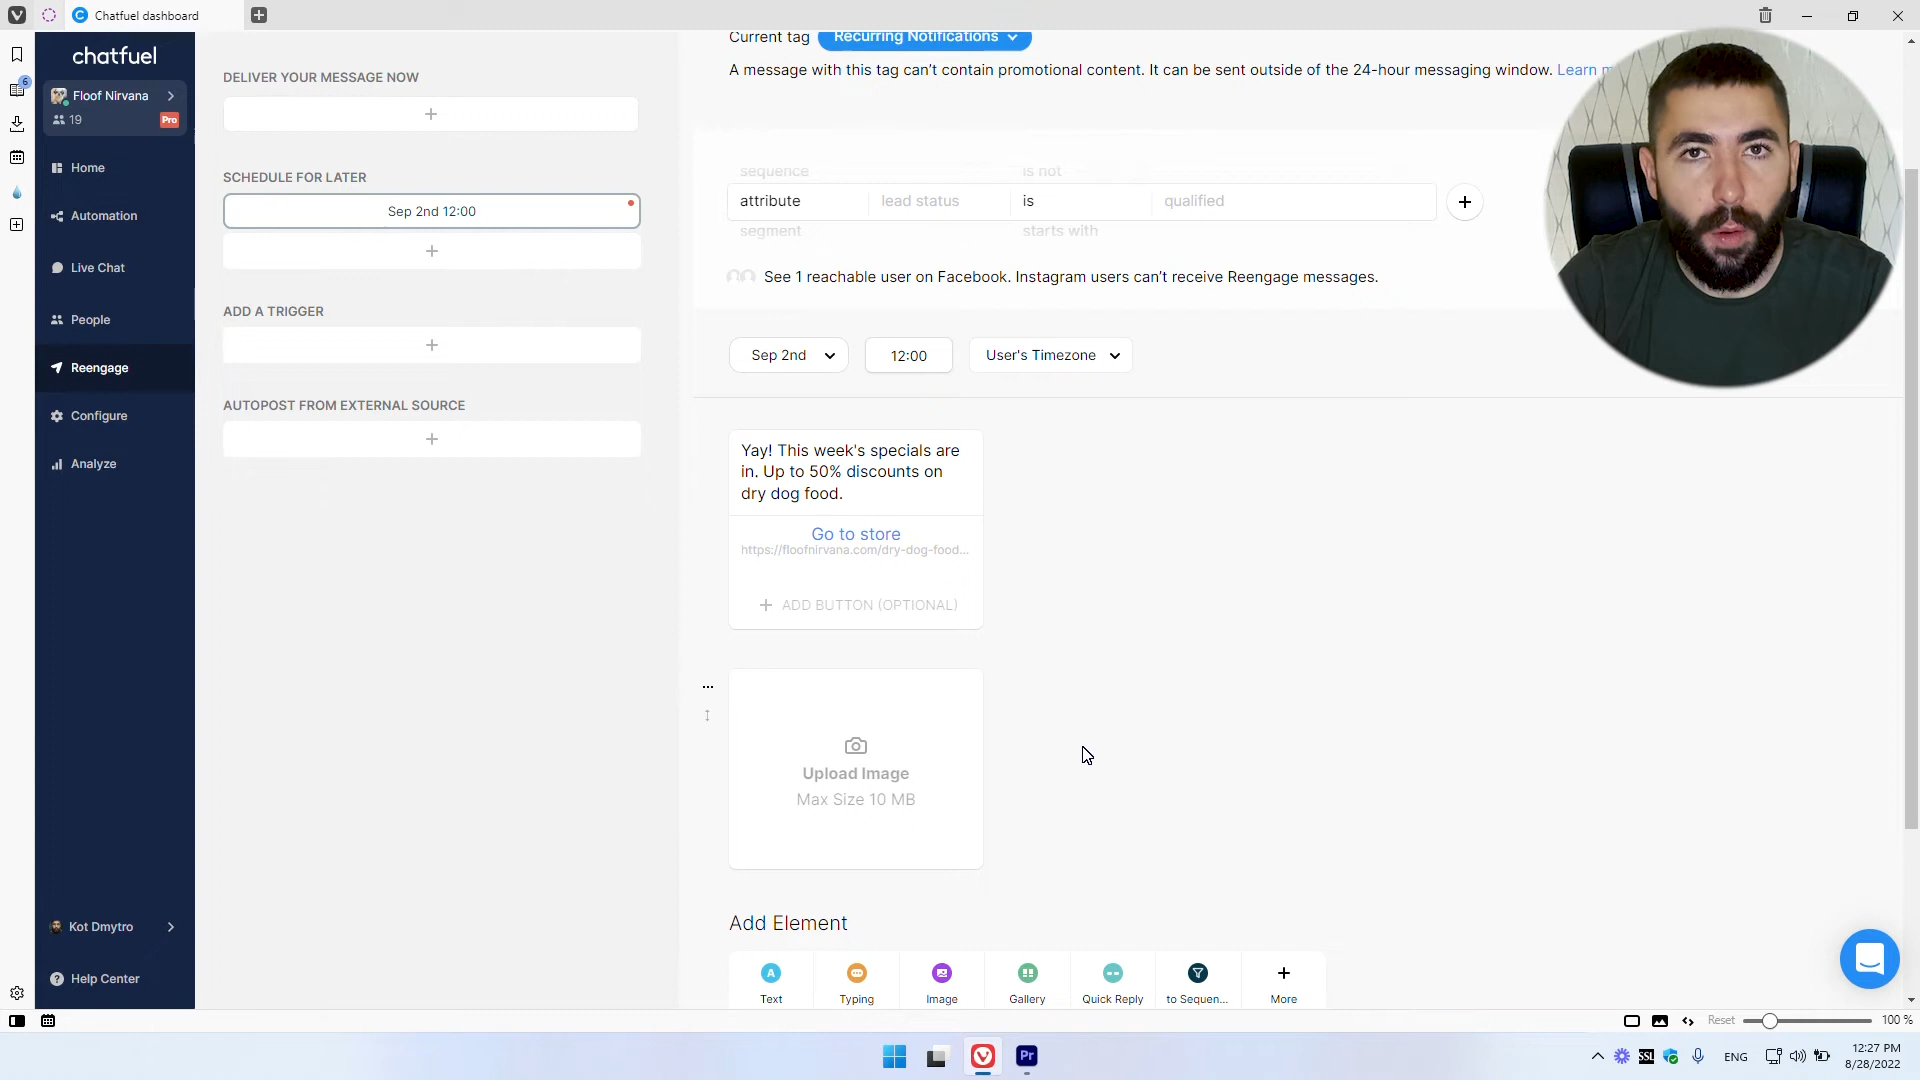 Chatfuel dashboard
chatfuel
Floof Nirvana
19
Pro
6
Home
Automation
Live Chat
People
Reengage
Configure
Analyze
Kot Dmytro
Help Center
DELIVER YOUR MESSAGE NOW
SCHEDULE FOR LATER
Sep 2nd 12:00
ADD A TRIGGER
AUTOPOST FROM EXTERNAL SOURCE
Current tag Recurring Notifications
A message with this tag can't contain promotional content. It can be sent outside of the 24-hour messaging window. Learn
sequence is not
attribute lead status is qualified
segment starts with
See 1 reachable user on Facebook. Instagram users can't receive Reengage messages.
Sep 2nd 12:00 User's Timezone
Yay! This week's specials are
in. Up to 50% discounts on
dry dog food.
Go to store
https://floofnirvana.com/dry-dog-food...
ADD BUTTON (OPTIONAL)
Upload Image
Max Size 10 MB
Add Element
Text Typing Image Gallery Quick Reply to Sequen... More
Reset 100 %
Pr
SSL
ENG
12:27 PM
8/28/2022